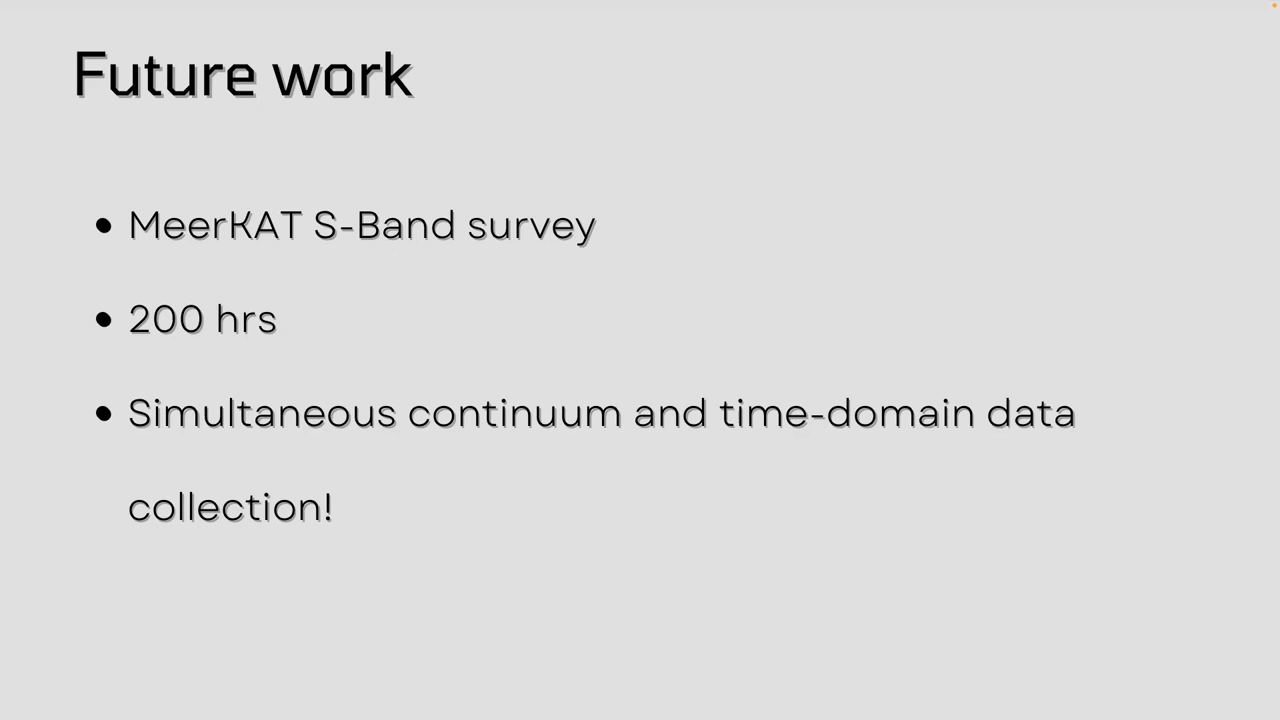 Future work
• MeerKAT S-Band survey
• 200 hrs
• Simultaneous continuum and time-domain data
collection!